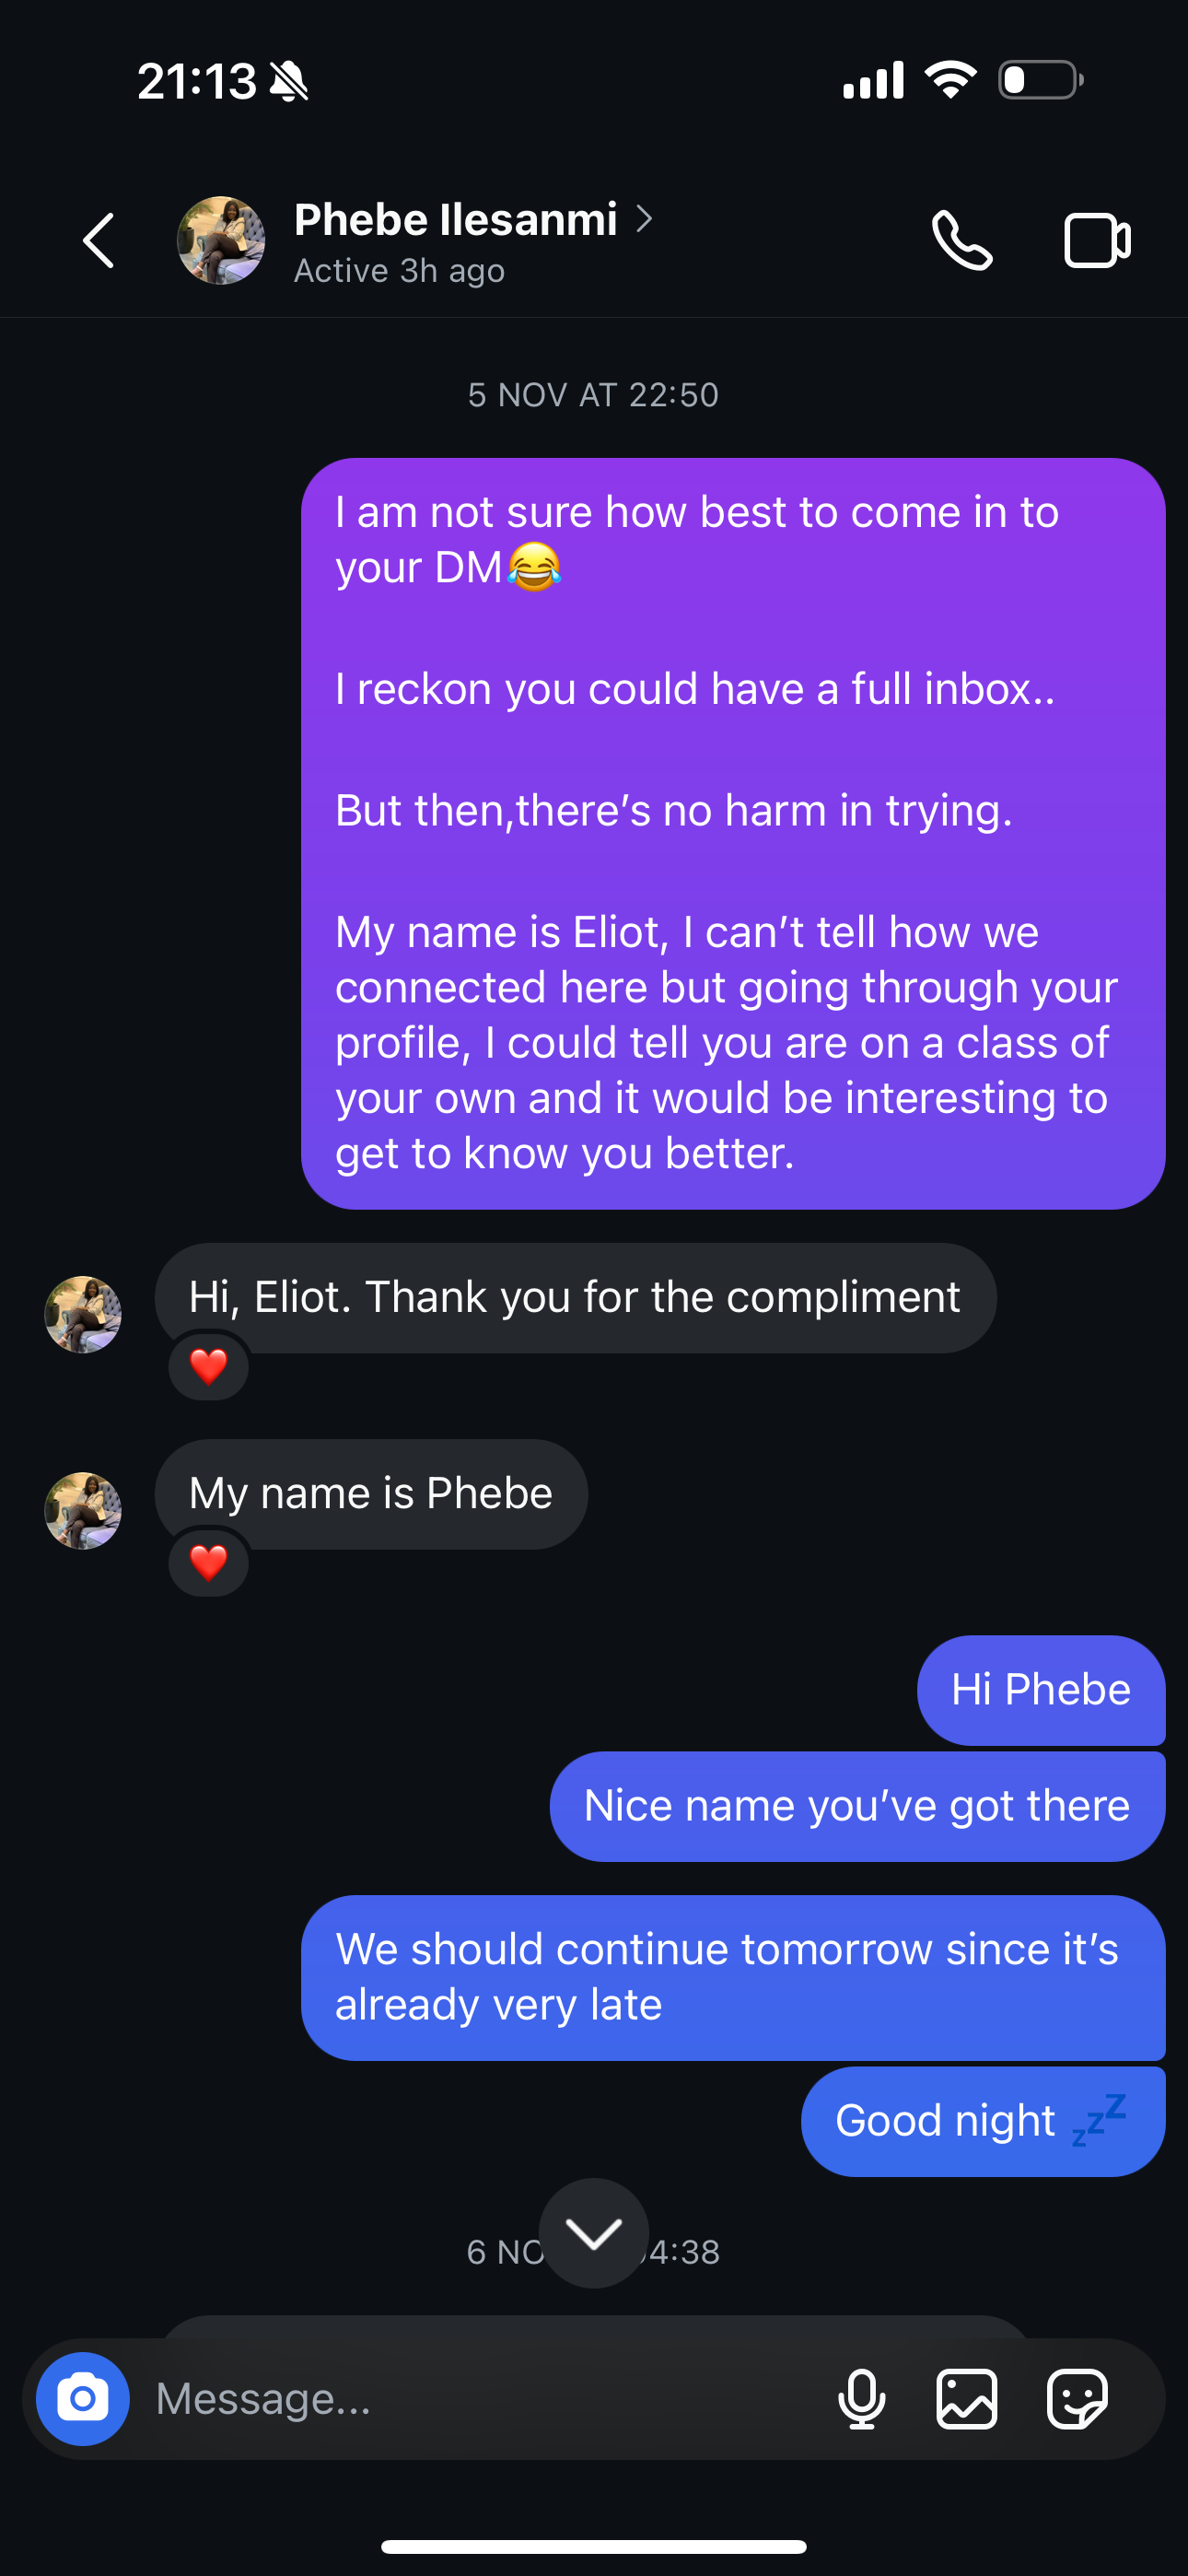 21:13
Phebe Ilesanmi
Active 3h ago
5 NOV AT 22:50
I am not sure how best to come in to
your DM😂
I reckon you could have a full inbox..
But then,there's no harm in trying.
My name is Eliot, I can't tell how we
connected here but going through your
profile, I could tell you are on a class of
your own and it would be interesting to
get to know you better.
Hi, Eliot. Thank you for the compliment
❤️
My name is Phebe
❤️
Hi Phebe
Nice name you've got there
We should continue tomorrow since it's
already very late
Good night 💤
6 NO 4:38
Message...